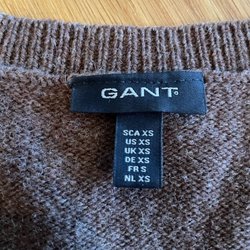 GANT
SCA XS
US XS
UK XS
DE XS
FR S
NL XS